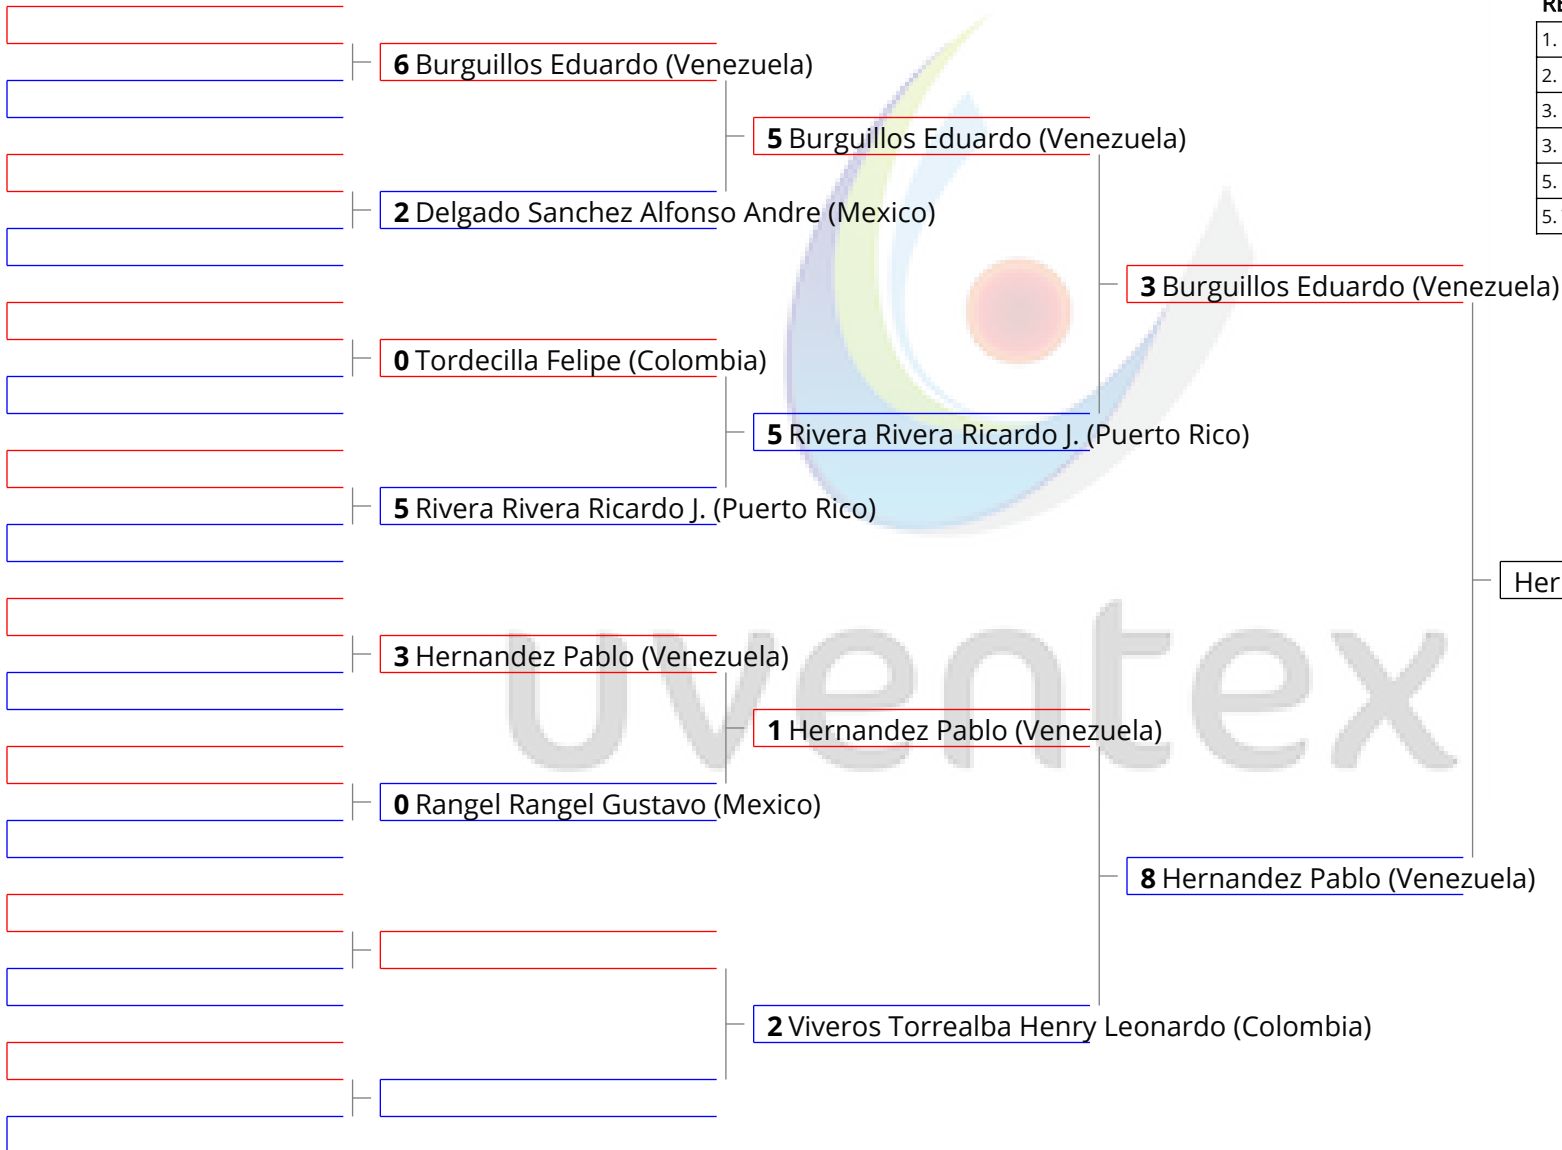 RE
1.
6 Burguillos Eduardo (Venezuela)
2.
3.
5 Burguillos Eduardo (Venezuela)
3.
5.
2 Delgado Sanchez Alfonso Andre (Mexico)
5.
3 Burguillos Eduardo (Venezuela)
0 Tordecilla Felipe (Colombia)
5 Rivera Rivera Ricardo J. (Puerto Rico)
5 Rivera Rivera Ricardo J. (Puerto Rico)
Her
uventex
3 Hernandez Pablo (Venezuela)
1 Hernandez Pablo (Venezuela)
0 Rangel Rangel Gustavo (Mexico)
8 Hernandez Pablo (Venezuela)
2 Viveros Torrealba Henry Leonardo (Colombia)